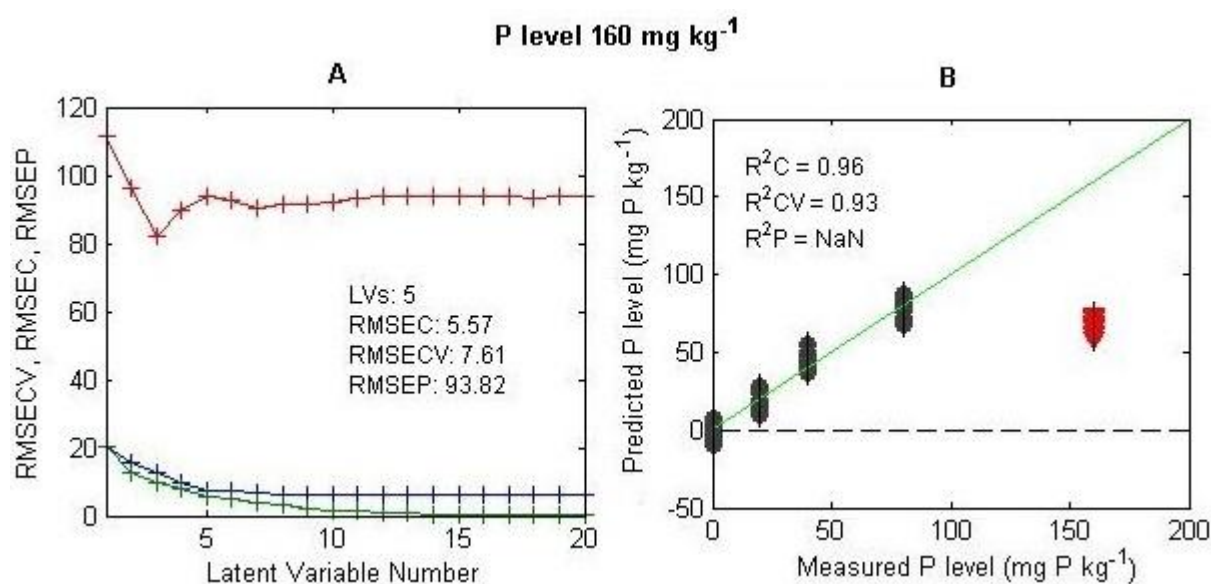 P level 160 mg kg⁻¹
A
RMSECV, RMSEC, RMSEP
120
100
80
60
40
20
0
5
10
15
20
Latent Variable Number
LVs: 5
RMSEC: 5.57
RMSECV: 7.61
RMSEP: 93.82
B
Predicted P level (mg P kg⁻¹)
200
150
100
50
0
-50
0
50
100
150
200
Measured P level (mg P kg⁻¹)
R²C = 0.96
R²CV = 0.93
R²P = NaN